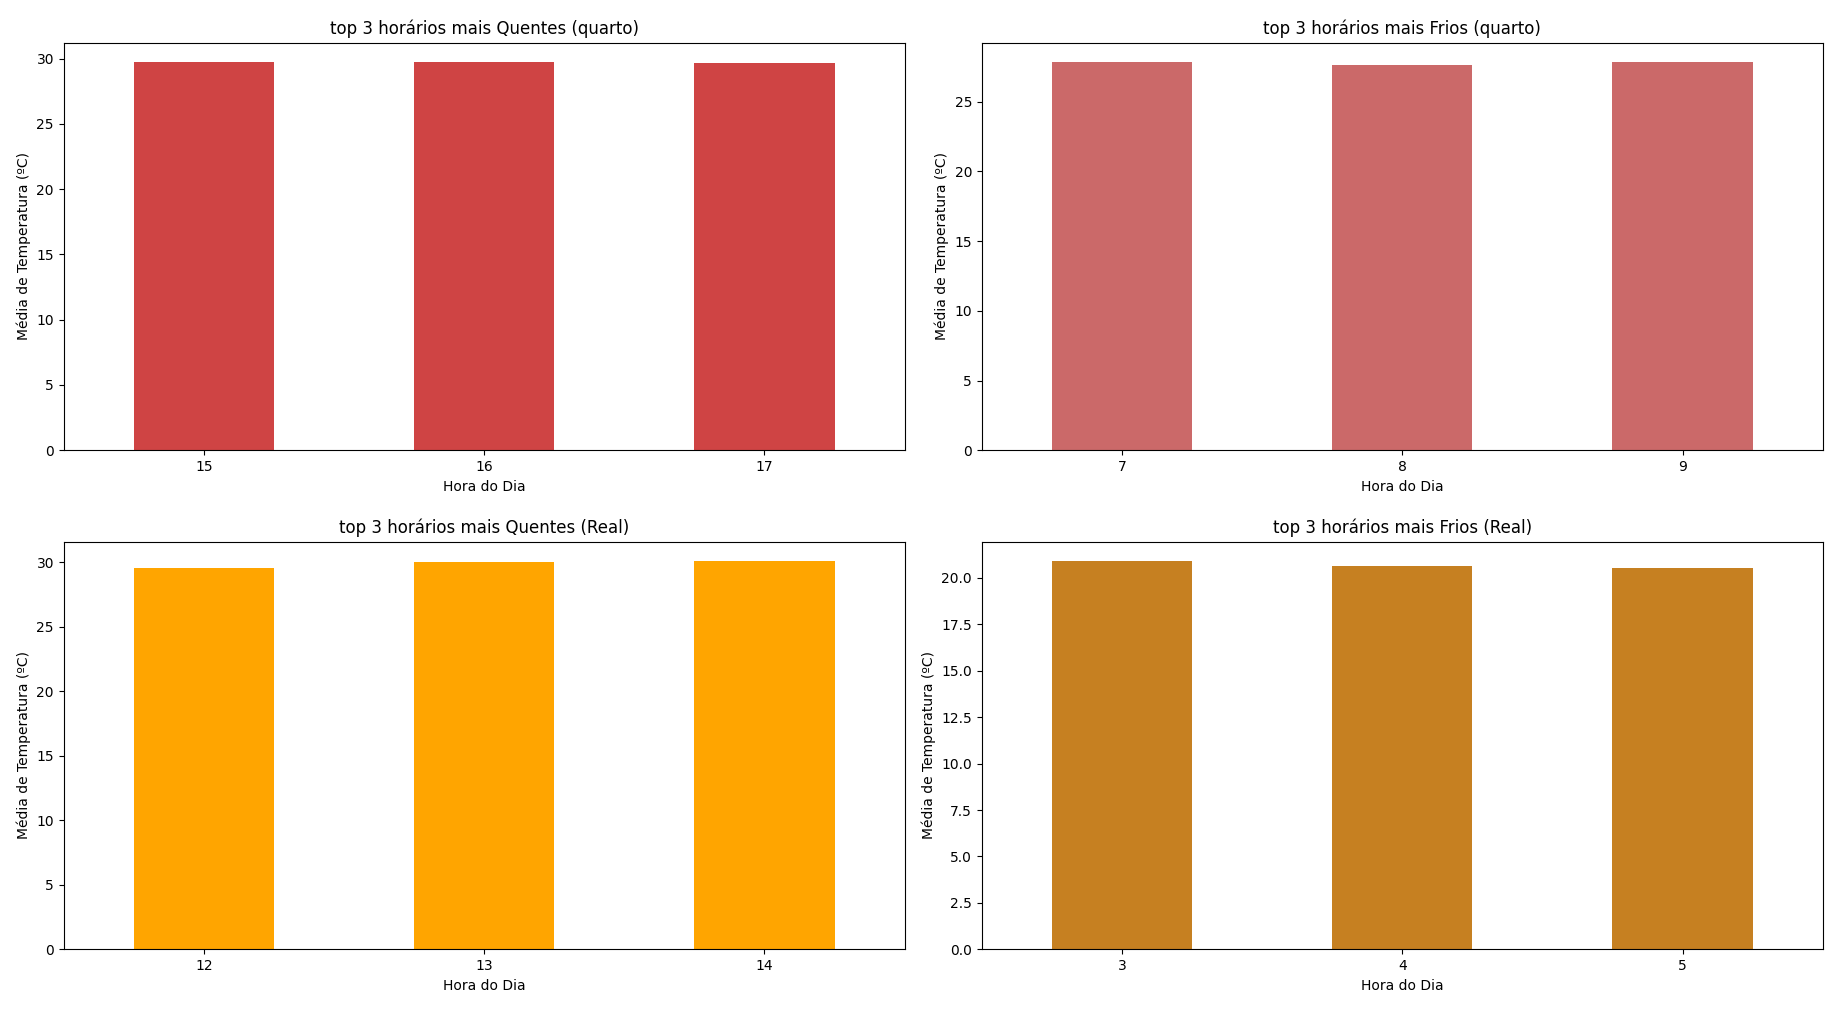 top 3 horários mais Quentes (quarto)
Média de Temperatura (ºC)
30
25
20
15
10
5
0
15 16 17
Hora do Dia
top 3 horários mais Frios (quarto)
Média de Temperatura (ºC)
25
20
15
10
5
0
7 8 9
Hora do Dia
top 3 horários mais Quentes (Real)
Média de Temperatura (ºC)
30
25
20
15
10
5
0
12 13 14
Hora do Dia
top 3 horários mais Frios (Real)
Média de Temperatura (ºC)
20.0
17.5
15.0
12.5
10.0
7.5
5.0
2.5
0.0
3 4 5
Hora do Dia